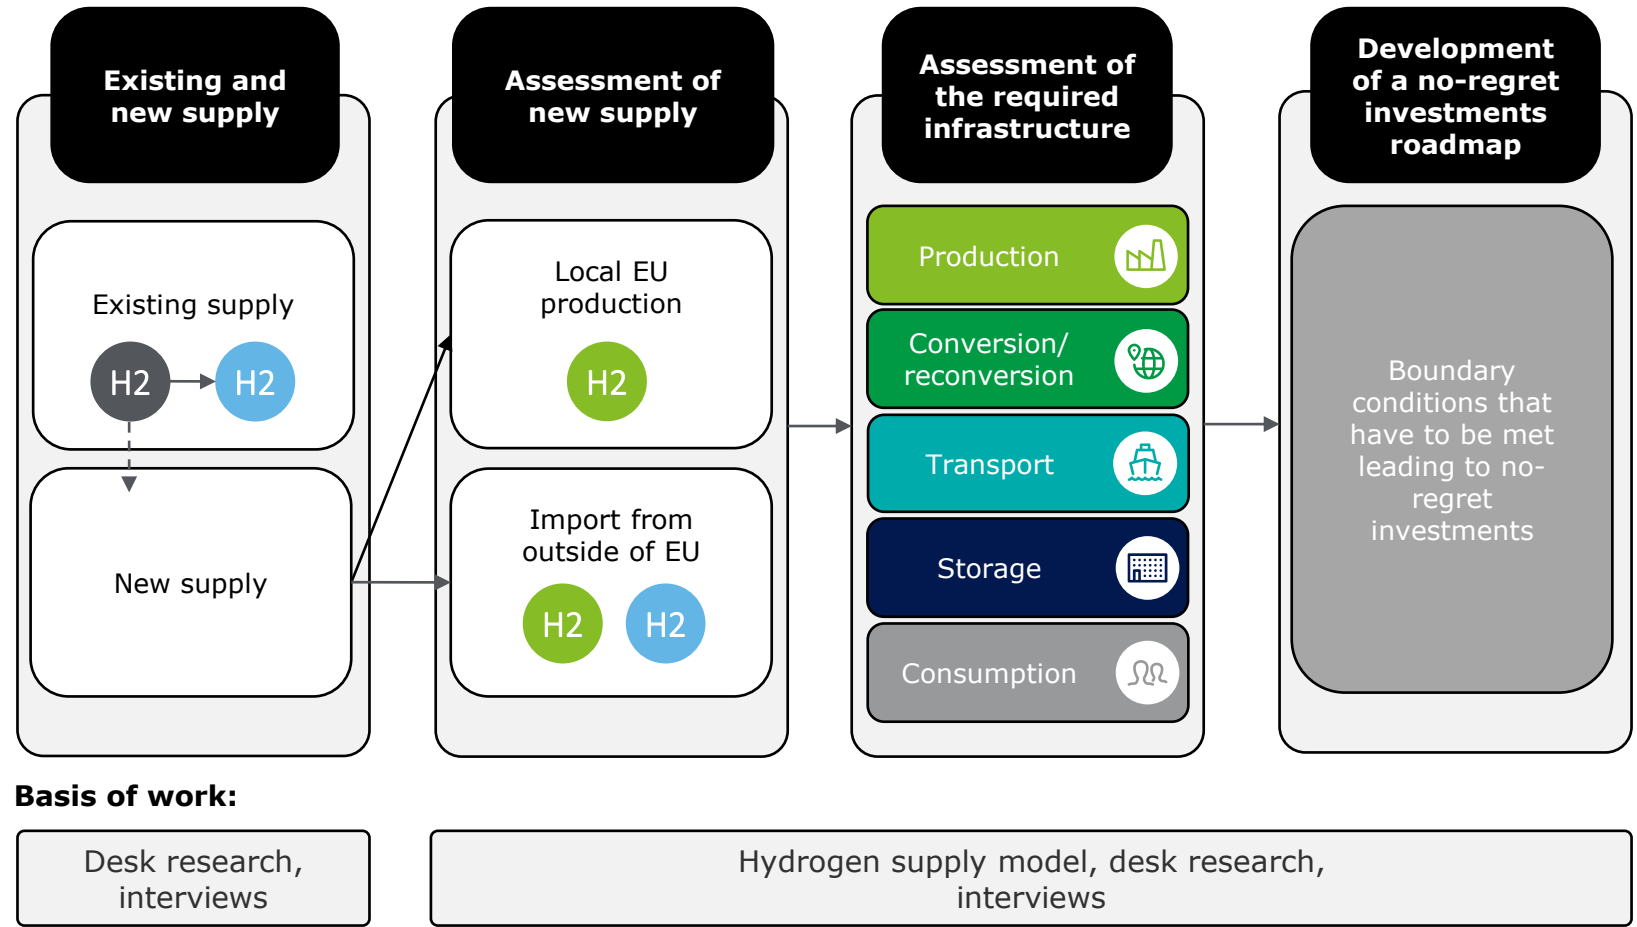 Existing and
new supply
Existing supply
H2
H2
New supply
Assessment of
new supply
Local EU
production
H2
Import from
outside of EU
H2
H2
Assessment of
the required
infrastructure
Production
Conversion/
reconversion
Transport
Storage
Consumption
Development
of a no-regret
investments
roadmap
Boundary
conditions that
have to be met
leading to no-
regret
investments
Basis of work:
Desk research,
interviews
Hydrogen supply model, desk research,
interviews